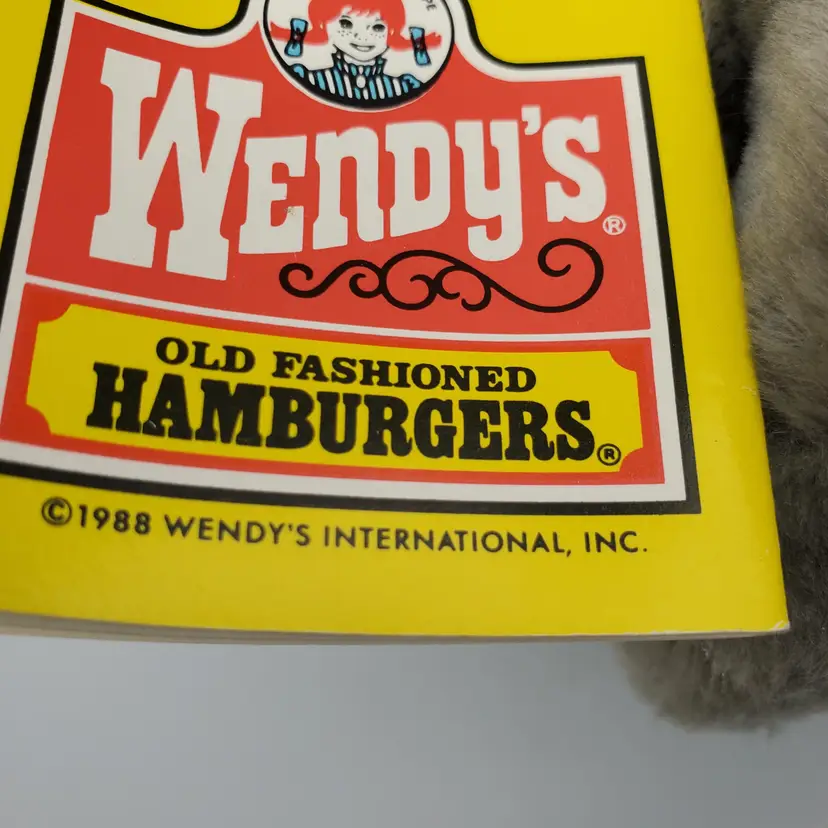 WENDY'S®
OLD FASHIONED
HAMBURGERS®
©1988 WENDY'S INTERNATIONAL, INC.